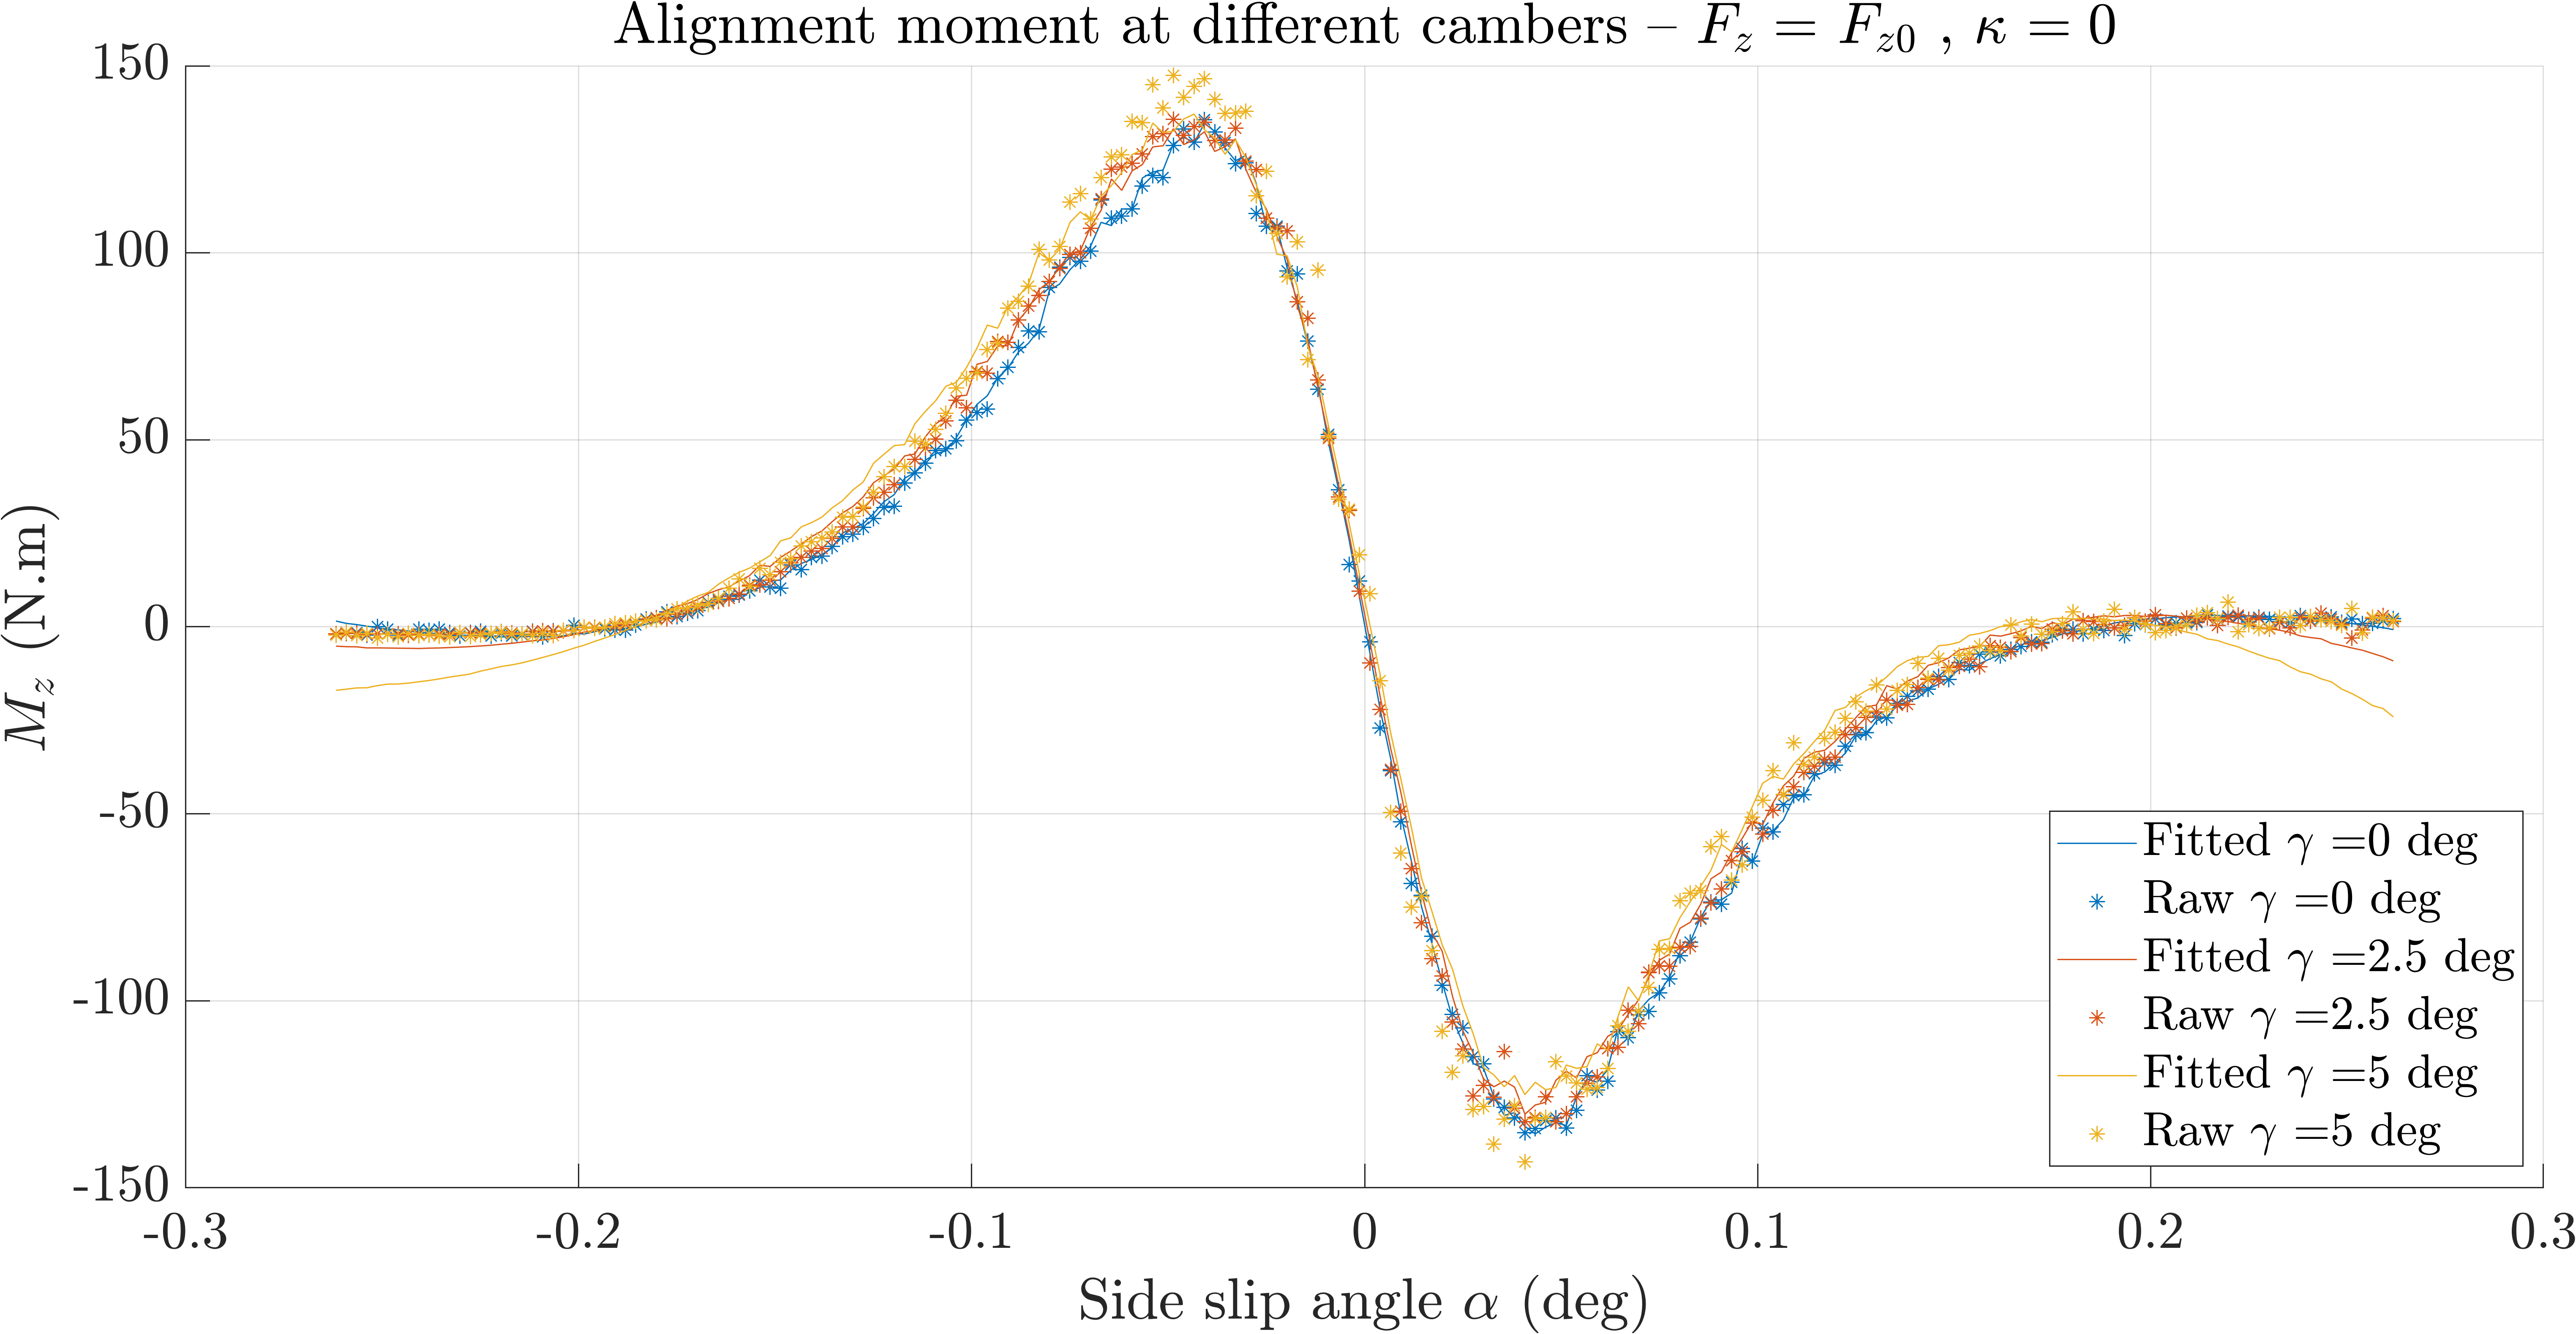 Alignment moment at different cambers – F_z = F_{z0} , κ = 0
150
100
50
0
-50
-100
-150
M_z (N.m)
-0.3 -0.2 -0.1 0 0.1 0.2 0.3
Side slip angle α (deg)
Fitted γ =0 deg
Raw γ =0 deg
Fitted γ =2.5 deg
Raw γ =2.5 deg
Fitted γ =5 deg
Raw γ =5 deg